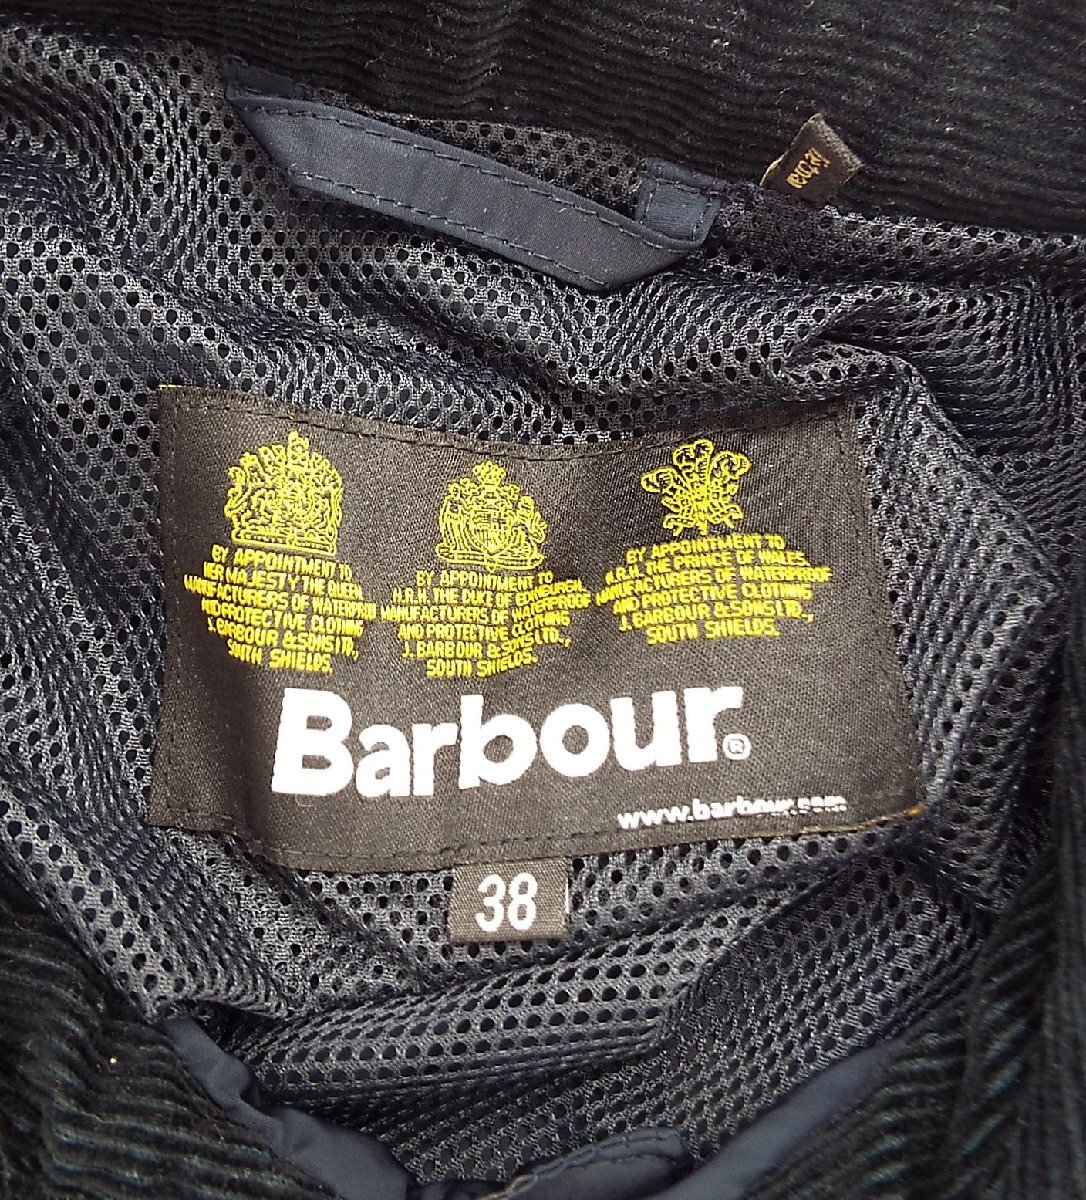 BY APPOINTMENT TO
HER MAJESTY THE QUEEN
MANUFACTURERS OF WATERPROOF
AND PROTECTIVE CLOTHING
J. BARBOUR & SONS LTD.,
SOUTH SHIELDS.
BY APPOINTMENT TO
H.R.H. THE DUKE OF EDINBURGH,
MANUFACTURERS OF WATERPROOF
AND PROTECTIVE CLOTHING
J. BARBOUR & SONS LTD.,
SOUTH SHIELDS.
BY APPOINTMENT TO
H.R.H. THE PRINCE OF WALES
MANUFACTURERS OF WATERPROOF
AND PROTECTIVE CLOTHING
J. BARBOUR & SONS LTD.,
SOUTH SHIELDS.
Barbour®
www.barbour.com
38